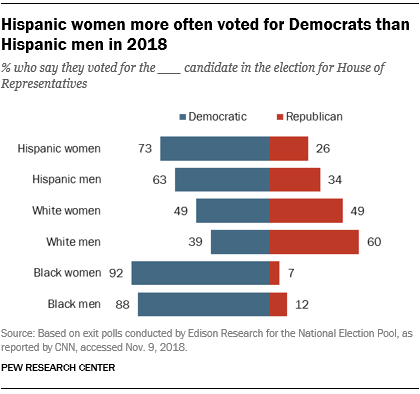 Hispanic women more often voted for Democrats than
Hispanic men in 2018
% who say they voted for the ___ candidate in the election for House of
Representatives
Democratic Republican
Hispanic women 73 26
Hispanic men 63 34
White women 49 49
White men 39 60
Black women 92 7
Black men 88 12
Source: Based on exit polls conducted by Edison Research for the National Election Pool, as
reported by CNN, accessed Nov. 9, 2018.
PEW RESEARCH CENTER